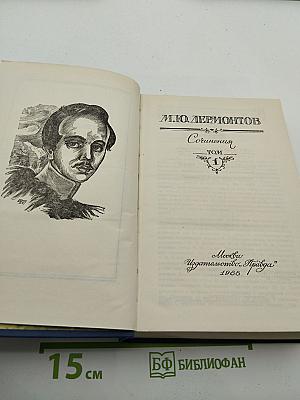 М.Ю.ЛЕРМОНТОВ
Сочинения
ТОМ
1
Москва
Издательство „Правда"
1988
15 см
БФ БИБЛИОФАН